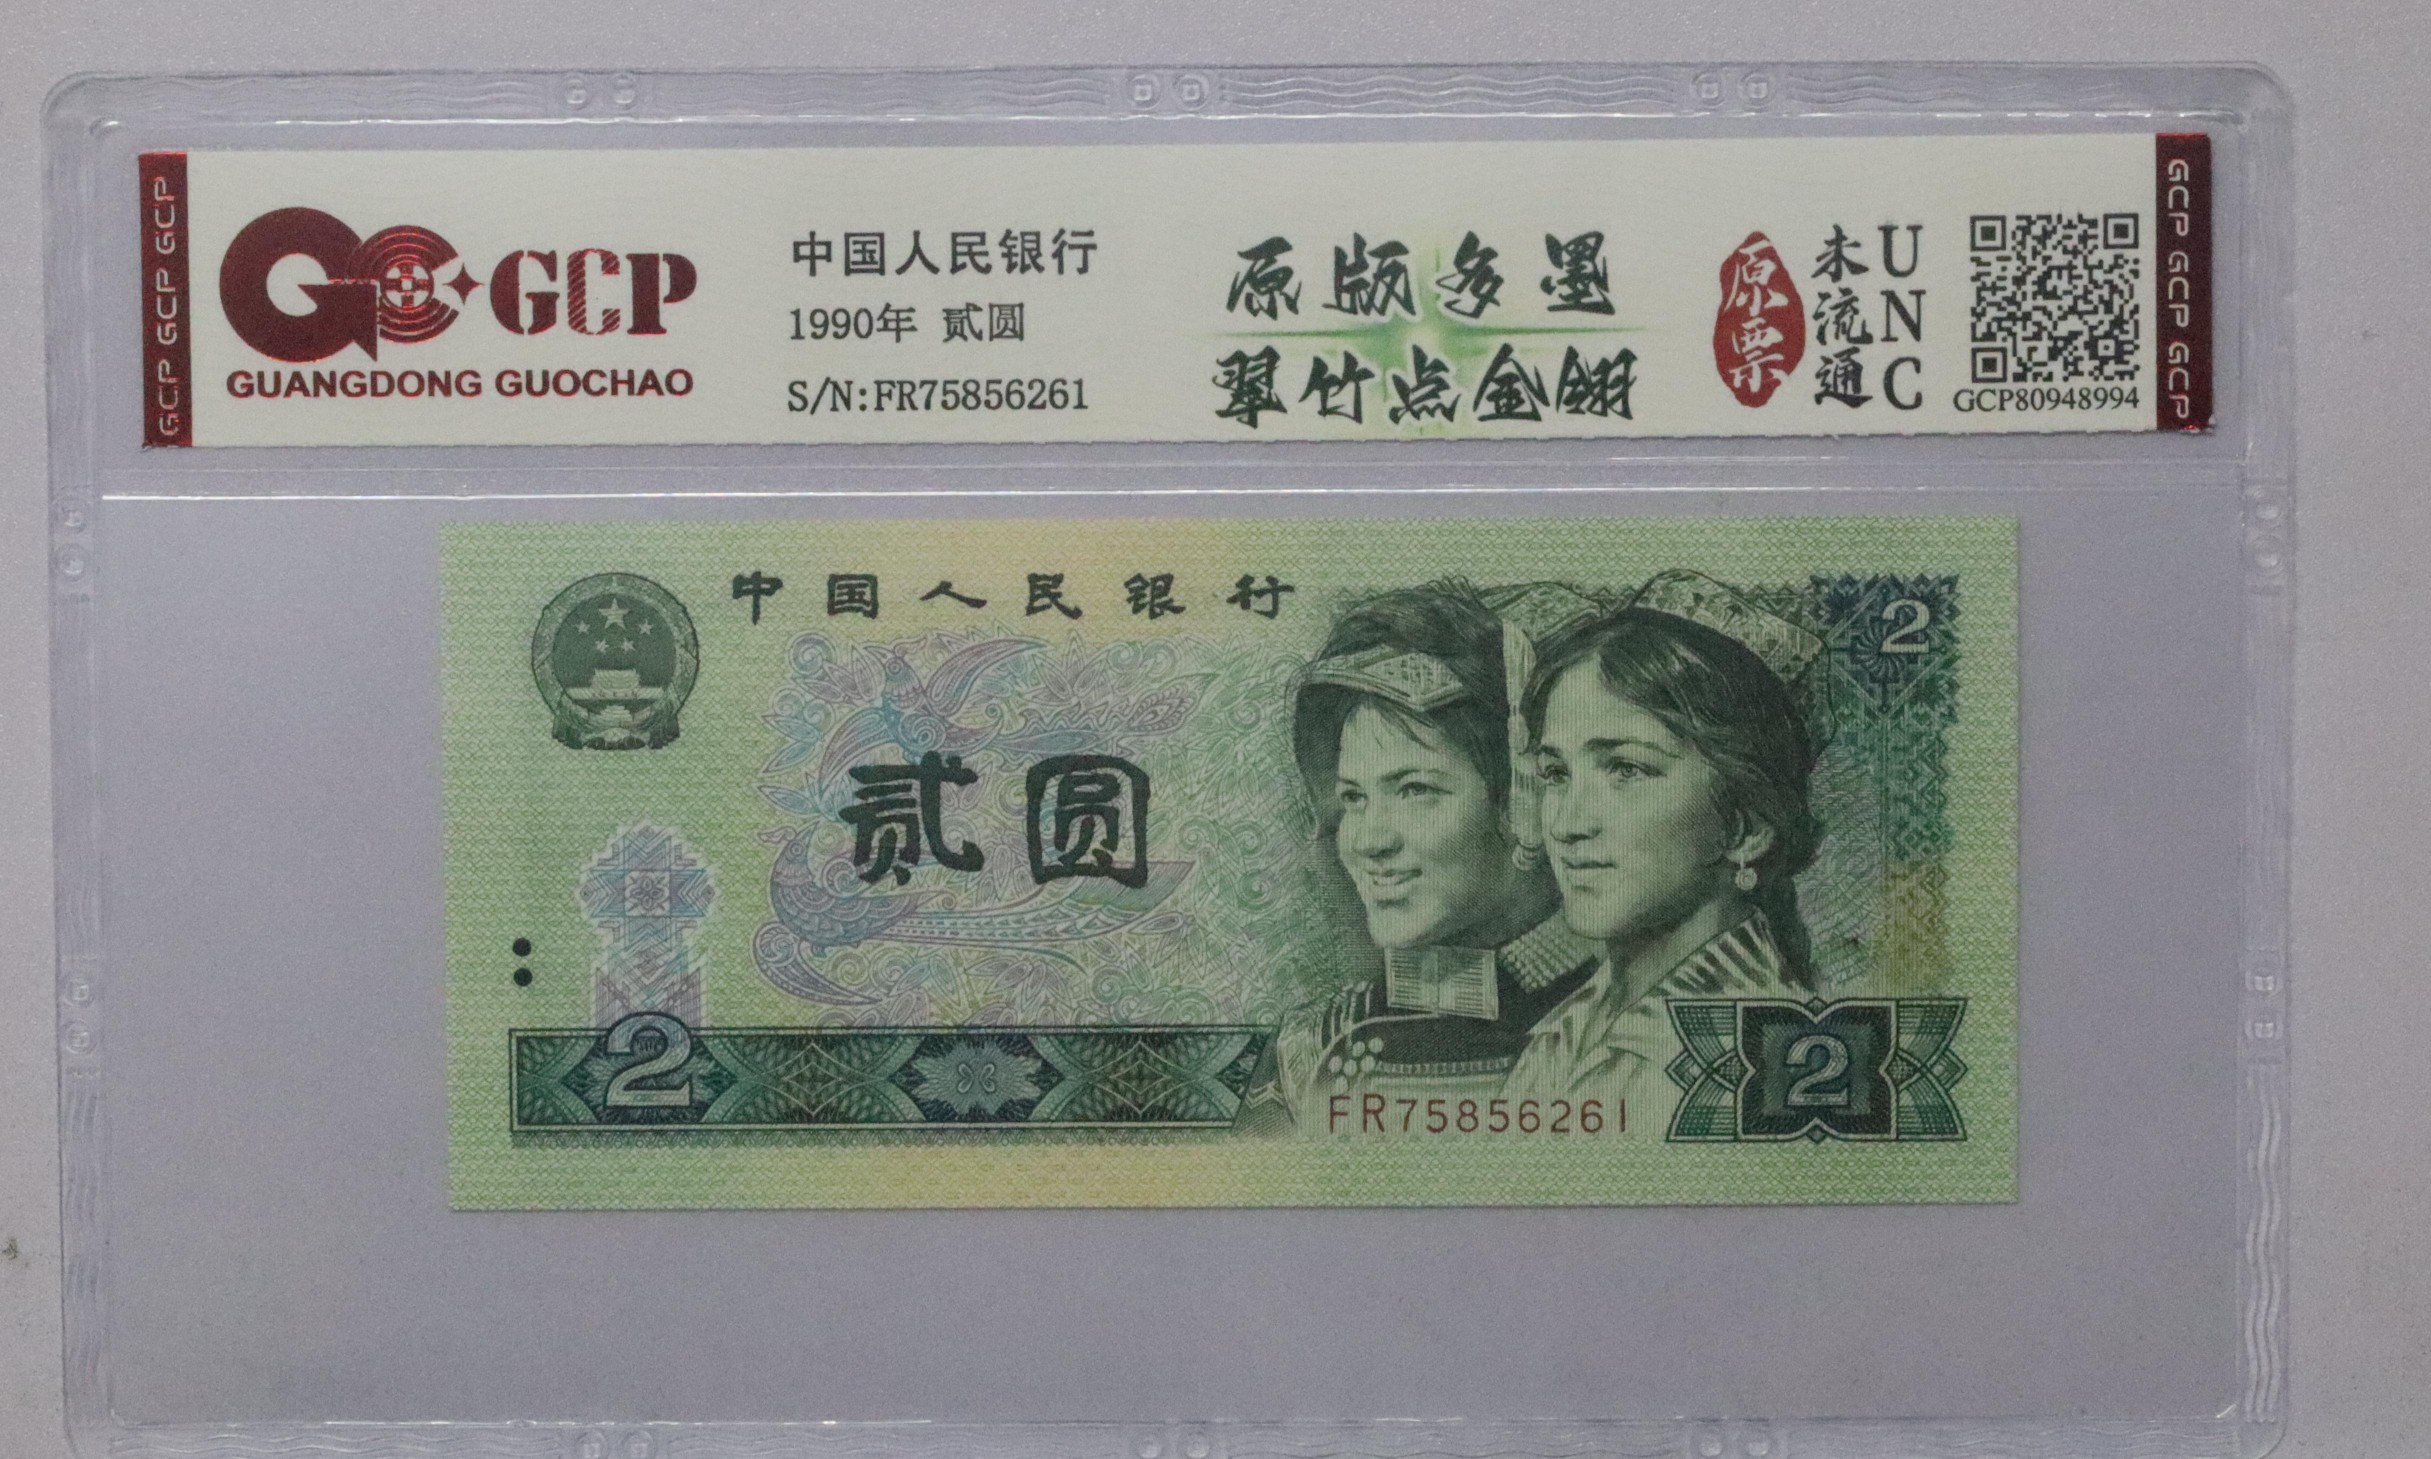 GCP GCP GCP
GCP
GUANGDONG GUOCHAO
中国人民银行
1990年 贰圆
S/N:FR75856261
原版多墨
翠竹点金翅
原票
未流通
UNC
GCP80948994
GCP GCP GCP
中国人民银行
2
贰圆
2
FR75856261
2